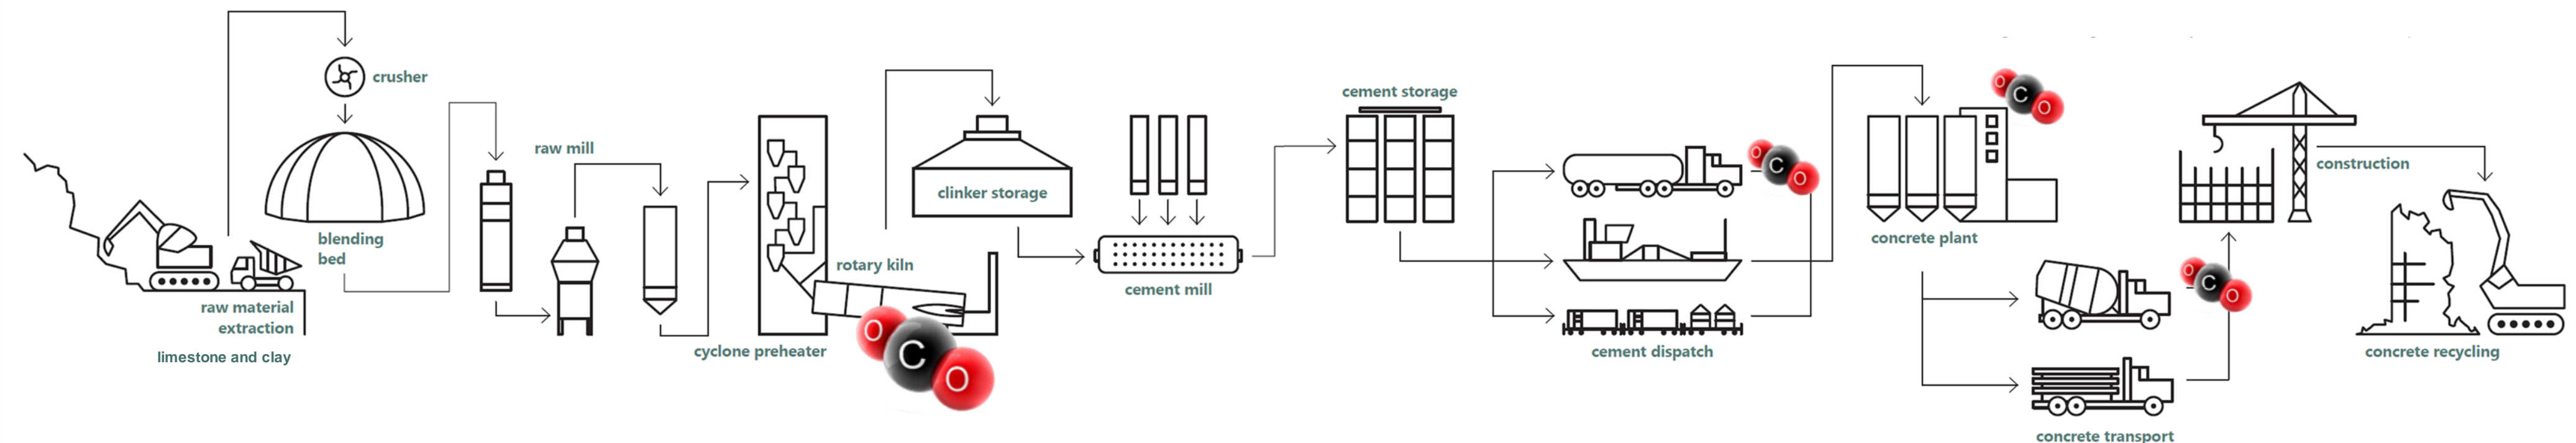 crusher
blending
bed
raw material
extraction
limestone and clay
raw mill
cyclone preheater
rotary kiln
O
C
O
clinker storage
cement mill
cement storage
O
C
O
cement dispatch
O
C
O
concrete plant
O
C
O
concrete transport
construction
concrete recycling